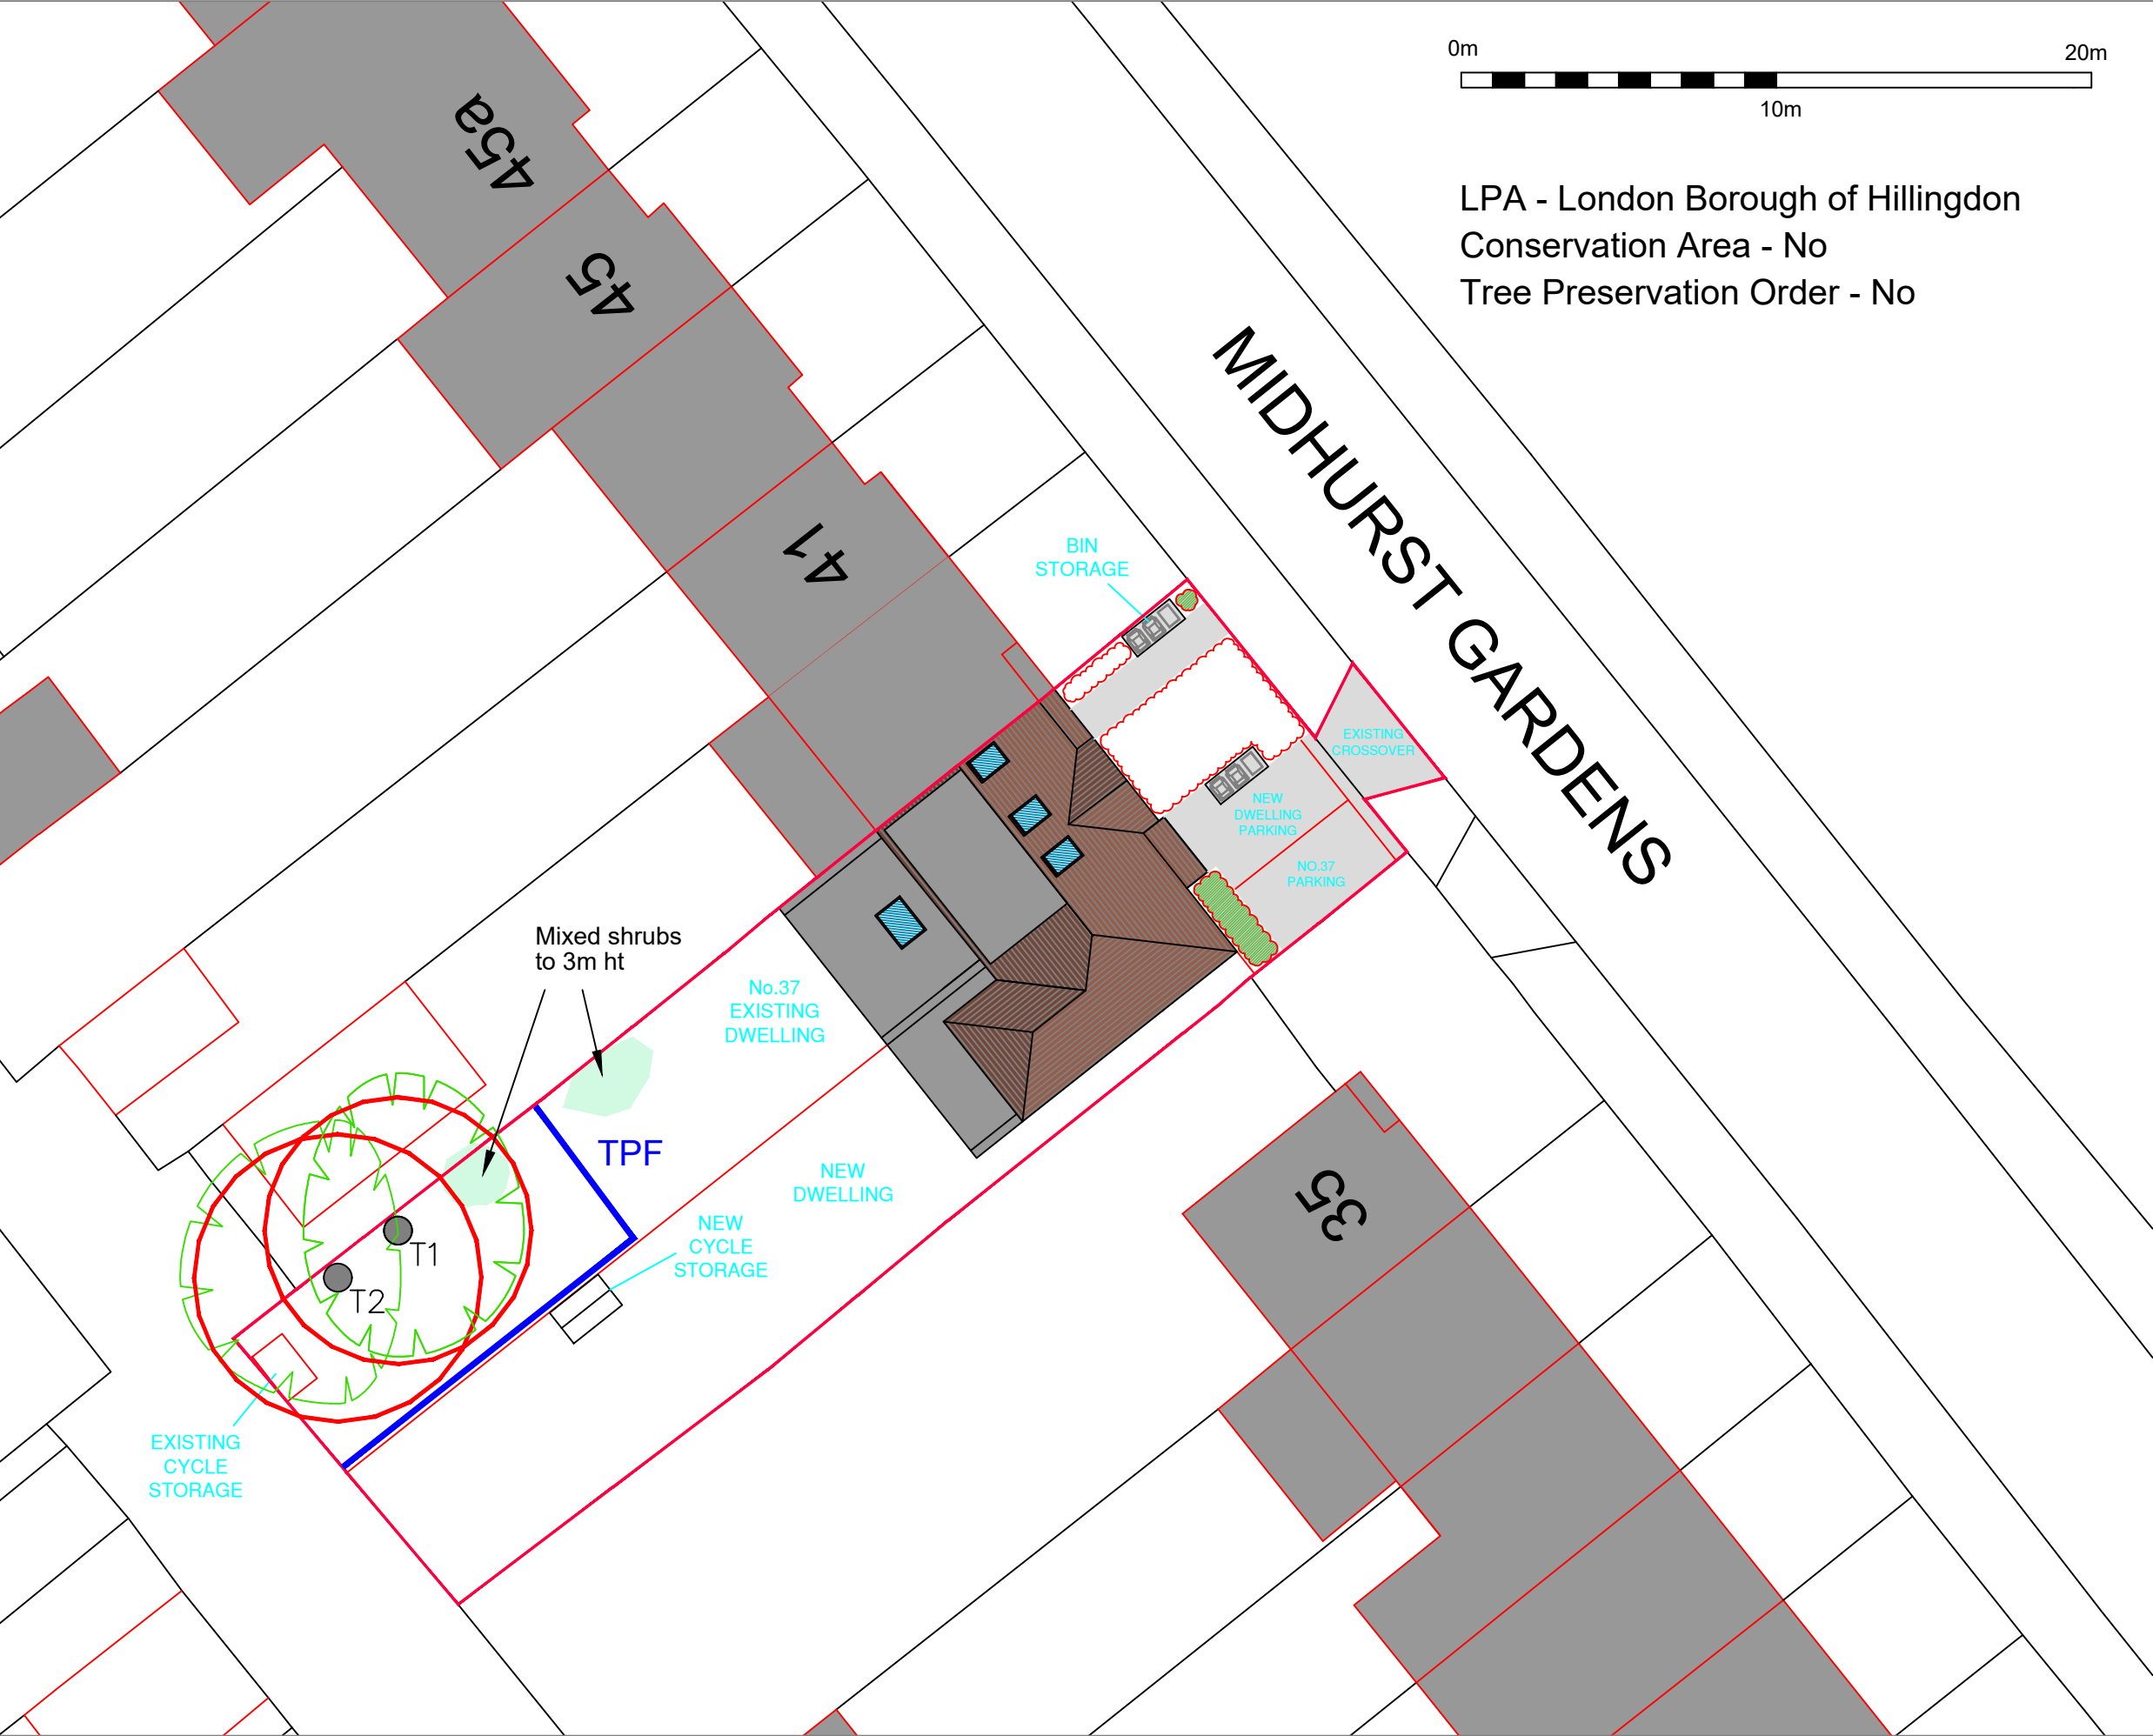 0m
20m
10m
LPA - London Borough of Hillingdon
Conservation Area - No
Tree Preservation Order - No
45a
45
41
MIDHURST GARDENS
BIN
STORAGE
EXISTING
CROSSOVER
NEW
DWELLING
PARKING
NO.37
PARKING
Mixed shrubs
to 3m ht
No.37
EXISTING
DWELLING
TPF
NEW
DWELLING
NEW
CYCLE
STORAGE
T1
T2
35
EXISTING
CYCLE
STORAGE